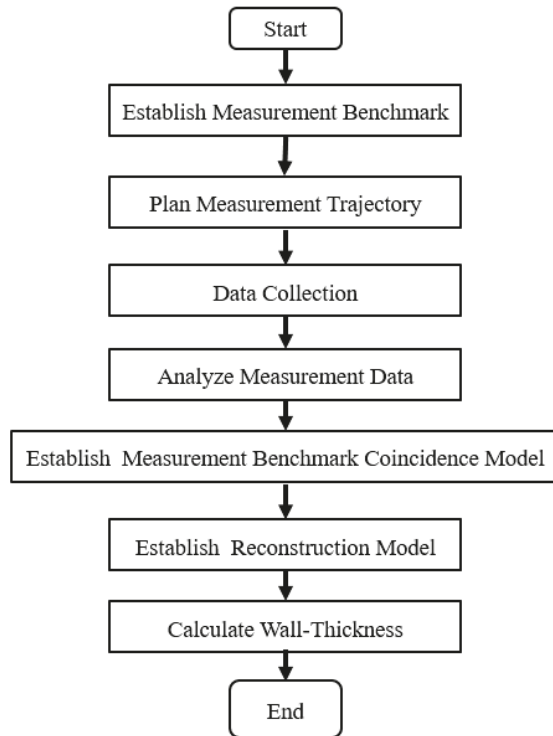 Start
Establish Measurement Benchmark
Plan Measurement Trajectory
Data Collection
Analyze Measurement Data
Establish Measurement Benchmark Coincidence Model
Establish Reconstruction Model
Calculate Wall-Thickness
End